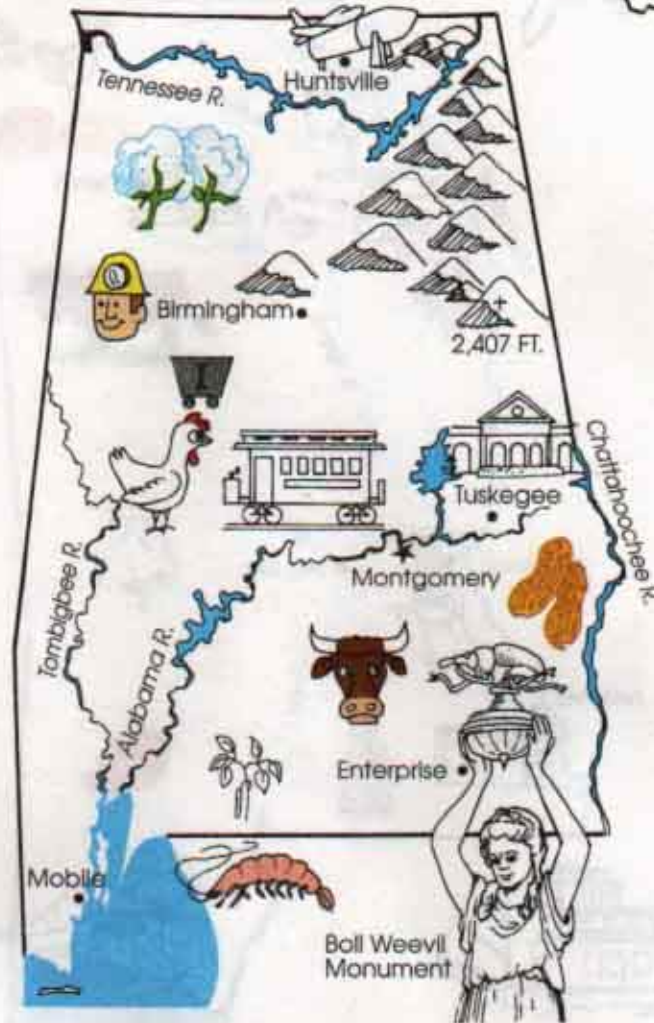 Tennessee R.
Huntsville
Birmingham
2,407 FT.
Chattahoochee R.
Tuskegee
Montgomery
Tombigbee R.
Alabama R.
Enterprise
Mobile
Boll Weevil
Monument